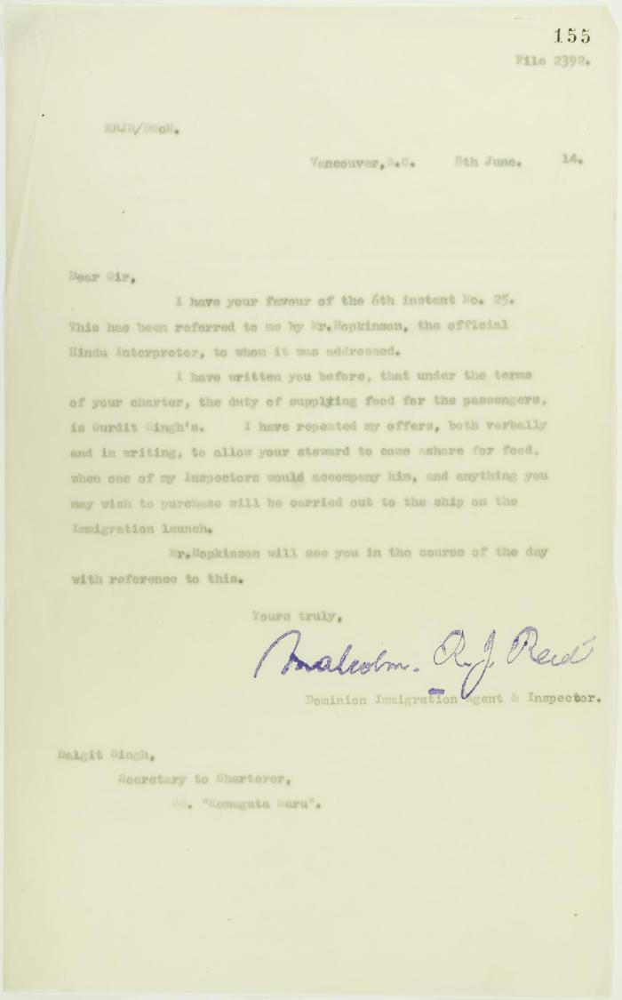 155
File 2392.
MRJR/DMcN.
Vancouver, B.C. 8th June. 14.
Dear Sir,
I have your favour of the 6th instant No. 25.
This has been referred to me by Mr.Hopkinson, the official
Hindu Interpreter, to whom it was addressed.
I have written you before, that under the terms
of your charter, the duty of supplying food for the passengers,
is Gurdit Singh's. I have repeated my offers, both verbally
and in writing, to allow your steward to come ashore for food,
when one of my Inspectors would accompany him, and anything you
may wish to purchase will be carried out to the ship on the
Immigration launch.
Mr.Hopkinson will see you in the course of the day
with reference to this.
Yours truly,
Malcolm. R. J. Reid
Dominion Immigration Agent & Inspector.
Dalgit Singh,
Secretary to Charterer,
SS. "Komagata Maru".